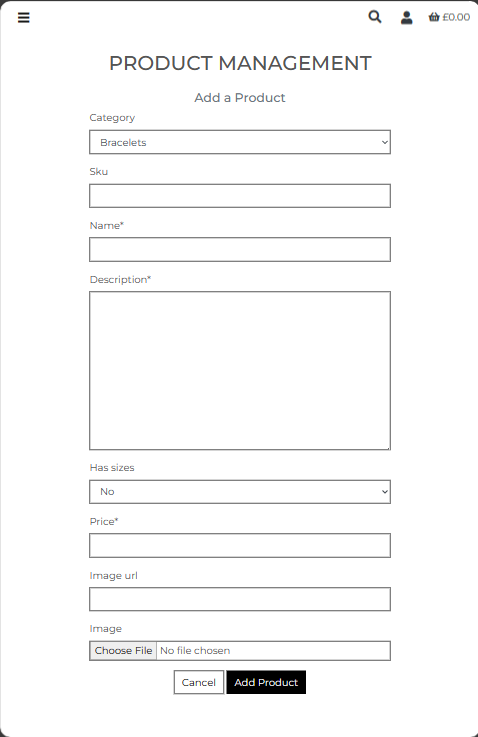 £0.00
PRODUCT MANAGEMENT
Add a Product
Category
Bracelets
Sku
Name*
Description*
Has sizes
No
Price*
Image url
Image
Choose File No file chosen
Cancel Add Product